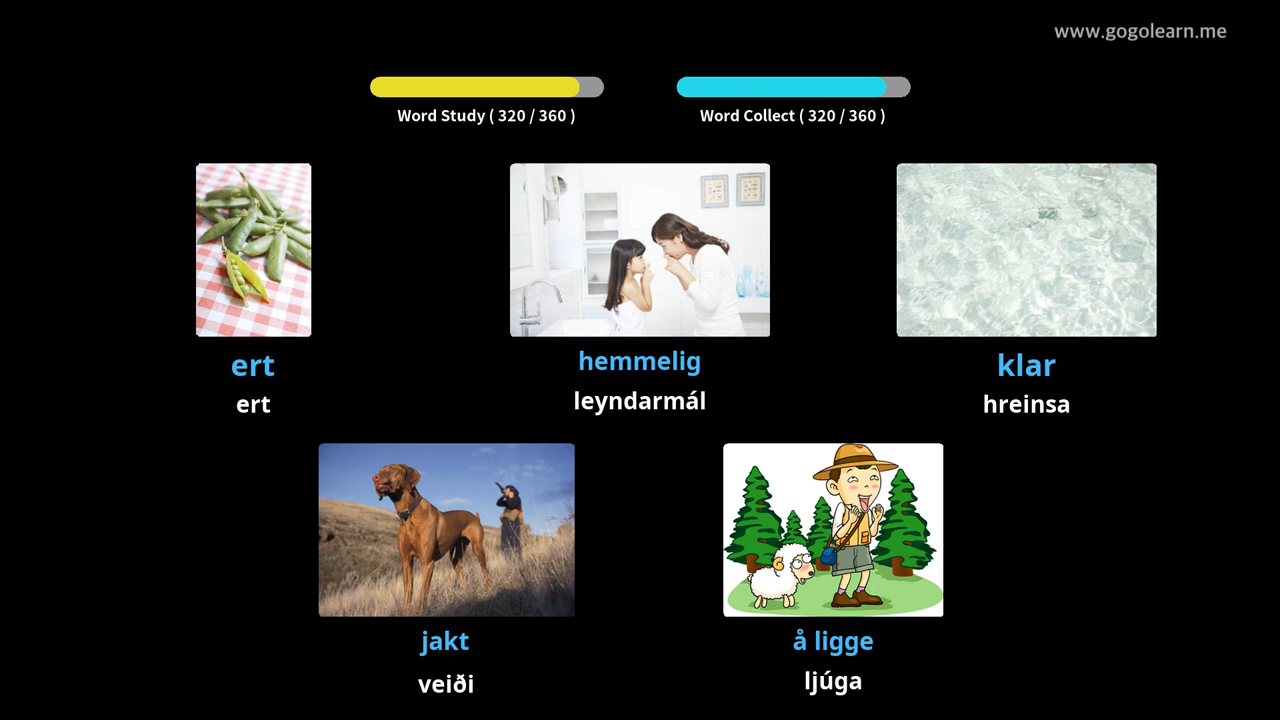 www.gogolearn.me
Word Study ( 320 / 360 )
Word Collect ( 320 / 360 )
ert
ert
hemmelig
leyndarmál
klar
hreinsa
jakt
veiði
å ligge
ljúga